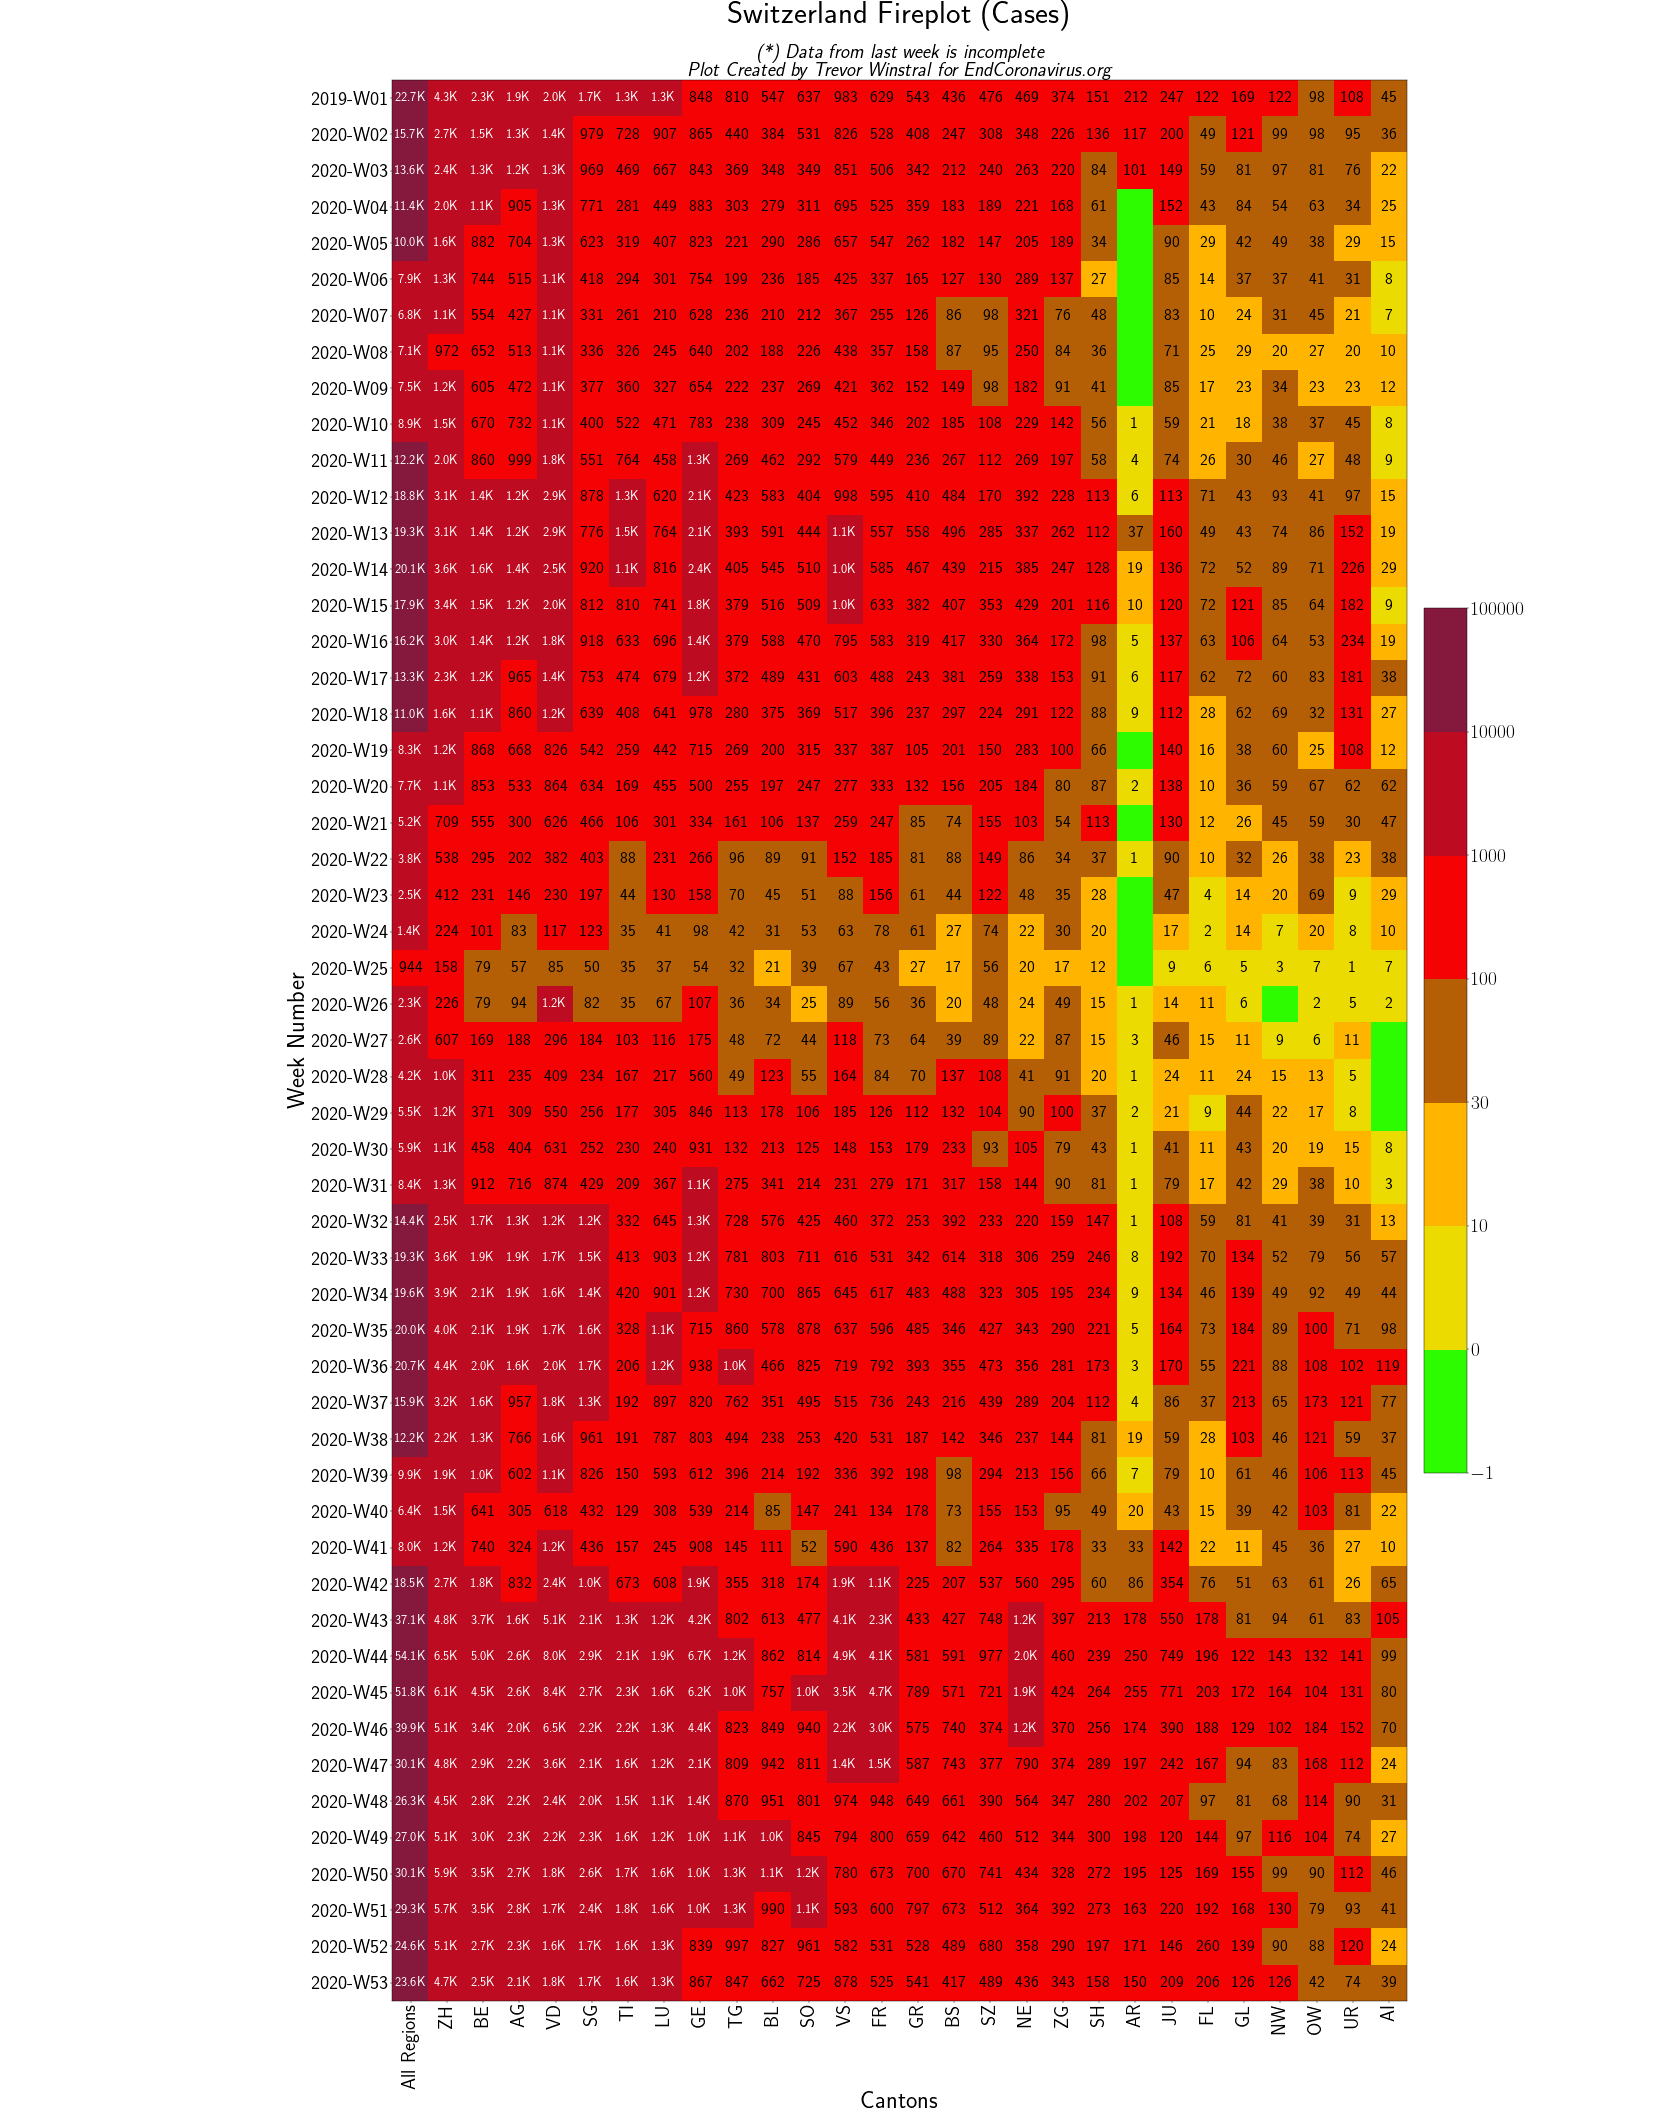 Switzerland Fireplot (Cases)
(*) Data from last week is incomplete
Plot Created by Trevor Winstral for EndCoronavirus.org
2019-W01 22.7K 4.3K 2.3K 1.9K 2.0K 1.7K 1.3K 1.3K 848 810 547 637 983 629 543 436 476 469 374 151 212 247 122 169 122 98 108 45
2020-W02 15.7K 2.7K 1.5K 1.3K 1.4K 979 728 907 865 440 384 531 826 528 408 247 308 348 226 136 117 200 49 121 99 98 95 36
2020-W03 13.6K 2.4K 1.3K 1.2K 1.3K 969 469 667 843 369 348 349 851 506 342 212 240 263 220 84 101 149 59 81 97 81 76 22
2020-W04 11.4K 2.0K 1.1K 905 1.3K 771 281 449 883 303 279 311 695 525 359 183 189 221 168 61 152 43 84 54 63 34 25
2020-W05 10.0K 1.6K 882 704 1.3K 623 319 407 823 221 290 286 657 547 262 182 147 205 189 34 90 29 42 49 38 29 15
2020-W06 7.9K 1.3K 744 515 1.1K 418 294 301 754 199 236 185 425 337 165 127 130 289 137 27 85 14 37 37 41 31 8
2020-W07 6.8K 1.1K 554 427 1.1K 331 261 210 628 236 210 212 367 255 126 86 98 321 76 48 83 10 24 31 45 21 7
2020-W08 7.1K 972 652 513 1.1K 336 326 245 640 202 188 226 438 357 158 87 95 250 84 36 71 25 29 20 27 20 10
2020-W09 7.5K 1.2K 605 472 1.1K 377 360 327 654 222 237 269 421 362 152 149 98 182 91 41 85 17 23 34 23 23 12
2020-W10 8.9K 1.5K 670 732 1.1K 400 522 471 783 238 309 245 452 346 202 185 108 229 142 56 1 59 21 18 38 37 45 8
2020-W11 12.2K 2.0K 860 999 1.8K 551 764 458 1.3K 269 462 292 579 449 236 267 112 269 197 58 4 74 26 30 46 27 48 9
2020-W12 18.8K 3.1K 1.4K 1.2K 2.9K 878 1.3K 620 2.1K 423 583 404 998 595 410 484 170 392 228 113 6 113 71 43 93 41 97 15
2020-W13 19.3K 3.1K 1.4K 1.2K 2.9K 776 1.5K 764 2.1K 393 591 444 1.1K 557 558 496 285 337 262 112 37 160 49 43 74 86 152 19
2020-W14 20.1K 3.6K 1.6K 1.4K 2.5K 920 1.1K 816 2.4K 405 545 510 1.0K 585 467 439 215 385 247 128 19 136 72 52 89 71 226 29
2020-W15 17.9K 3.4K 1.5K 1.2K 2.0K 812 810 741 1.8K 379 516 509 1.0K 633 382 407 353 429 201 116 10 120 72 121 85 64 182 9
2020-W16 16.2K 3.0K 1.4K 1.2K 1.8K 918 633 696 1.4K 379 588 470 795 583 319 417 330 364 172 98 5 137 63 106 64 53 234 19
2020-W17 13.3K 2.3K 1.2K 965 1.4K 753 474 679 1.2K 372 489 431 603 488 243 381 259 338 153 91 6 117 62 72 60 83 181 38
2020-W18 11.0K 1.6K 1.1K 860 1.2K 639 408 641 978 280 375 369 517 396 237 297 224 291 122 88 9 112 28 62 69 32 131 27
2020-W19 8.3K 1.2K 868 668 826 542 259 442 715 269 200 315 337 387 105 201 150 283 100 66 140 16 38 60 25 108 12
2020-W20 7.7K 1.1K 853 533 864 634 169 455 500 255 197 247 277 333 132 156 205 184 80 87 2 138 10 36 59 67 62 62
2020-W21 5.2K 709 555 300 626 466 106 301 334 161 106 137 259 247 85 74 155 103 54 113 130 12 26 45 59 30 47
2020-W22 3.8K 538 295 202 382 403 88 231 266 96 89 91 152 185 81 88 149 86 34 37 1 90 10 32 26 38 23 38
2020-W23 2.5K 412 231 146 230 197 44 130 158 70 45 51 88 156 61 44 122 48 35 28 47 4 14 20 69 9 29
2020-W24 1.4K 224 101 83 117 123 35 41 98 42 31 53 63 78 61 27 74 22 30 20 17 2 14 7 20 8 10
2020-W25 944 158 79 57 85 50 35 37 54 32 21 39 67 43 27 17 56 20 17 12 9 6 5 3 7 1 7
2020-W26 2.3K 226 79 94 1.2K 82 35 67 107 36 34 25 89 56 36 20 48 24 49 15 1 14 11 6 2 5 2
2020-W27 2.6K 607 169 188 296 184 103 116 175 48 72 44 118 73 64 39 89 22 87 15 3 46 15 11 9 6 11
2020-W28 4.2K 1.0K 311 235 409 234 167 217 560 49 123 55 164 84 70 137 108 41 91 20 1 24 11 24 15 13 5
2020-W29 5.5K 1.2K 371 309 550 256 177 305 846 113 178 106 185 126 112 132 104 90 100 37 2 21 9 44 22 17 8
2020-W30 5.9K 1.1K 458 404 631 252 230 240 931 132 213 125 148 153 179 233 93 105 79 43 1 41 11 43 20 19 15 8
2020-W31 8.4K 1.3K 912 716 874 429 209 367 1.1K 275 341 214 231 279 171 317 158 144 90 81 1 79 17 42 29 38 10 3
2020-W32 14.4K 2.5K 1.7K 1.3K 1.2K 1.2K 332 645 1.3K 728 576 425 460 372 253 392 233 220 159 147 1 108 59 81 41 39 31 13
2020-W33 19.3K 3.6K 1.9K 1.9K 1.7K 1.5K 413 903 1.2K 781 803 711 616 531 342 614 318 306 259 246 8 192 70 134 52 79 56 57
2020-W34 19.6K 3.9K 2.1K 1.9K 1.6K 1.4K 420 901 1.2K 730 700 865 645 617 483 488 323 305 195 234 9 134 46 139 49 92 49 44
2020-W35 20.0K 4.0K 2.1K 1.9K 1.7K 1.6K 328 1.1K 715 860 578 878 637 596 485 346 427 343 290 221 5 164 73 184 89 100 71 98
2020-W36 20.7K 4.4K 2.0K 1.6K 2.0K 1.7K 206 1.2K 938 1.0K 466 825 719 792 393 355 473 356 281 173 3 170 55 221 88 108 102 119
2020-W37 15.9K 3.2K 1.6K 957 1.8K 1.3K 192 897 820 762 351 495 515 736 243 216 439 289 204 112 4 86 37 213 65 173 121 77
2020-W38 12.2K 2.2K 1.3K 766 1.6K 961 191 787 803 494 238 253 420 531 187 142 346 237 144 81 19 59 28 103 46 121 59 37
2020-W39 9.9K 1.9K 1.0K 602 1.1K 826 150 593 612 396 214 192 336 392 198 98 294 213 156 66 7 79 10 61 46 106 113 45
2020-W40 6.4K 1.5K 641 305 618 432 129 308 539 214 85 147 241 134 178 73 155 153 95 49 20 43 15 39 42 103 81 22
2020-W41 8.0K 1.2K 740 324 1.2K 436 157 245 908 145 111 52 590 436 137 82 264 335 178 33 33 142 22 11 45 36 27 10
2020-W42 18.5K 2.7K 1.8K 832 2.4K 1.0K 673 608 1.9K 355 318 174 1.9K 1.1K 225 207 537 560 295 60 86 354 76 51 63 61 26 65
2020-W43 37.1K 4.8K 3.7K 1.6K 5.1K 2.1K 1.3K 1.2K 4.2K 802 613 477 4.1K 2.3K 433 427 748 1.2K 397 213 178 550 178 81 94 61 83 105
2020-W44 54.1K 6.5K 5.0K 2.6K 8.0K 2.9K 2.1K 1.9K 6.7K 1.2K 862 814 4.9K 4.1K 581 591 977 2.0K 460 239 250 749 196 122 143 132 141 99
2020-W45 51.8K 6.1K 4.5K 2.6K 8.4K 2.7K 2.3K 1.6K 6.2K 1.0K 757 1.0K 3.5K 4.7K 789 571 721 1.9K 424 264 255 771 203 172 164 104 131 80
2020-W46 39.9K 5.1K 3.4K 2.0K 6.5K 2.2K 2.2K 1.3K 4.4K 823 849 940 2.2K 3.0K 575 740 374 1.2K 370 256 174 390 188 129 102 184 152 70
2020-W47 30.1K 4.8K 2.9K 2.2K 3.6K 2.1K 1.6K 1.2K 2.1K 809 942 811 1.4K 1.5K 587 743 377 790 374 289 197 242 167 94 83 168 112 24
2020-W48 26.3K 4.5K 2.8K 2.2K 2.4K 2.0K 1.5K 1.1K 1.4K 870 951 801 974 948 649 661 390 564 347 280 202 207 97 81 68 114 90 31
2020-W49 27.0K 5.1K 3.0K 2.3K 2.2K 2.3K 1.6K 1.2K 1.0K 1.1K 1.0K 845 794 800 659 642 460 512 344 300 198 120 144 97 116 104 74 27
2020-W50 30.1K 5.9K 3.5K 2.7K 1.8K 2.6K 1.7K 1.6K 1.0K 1.3K 1.1K 1.2K 780 673 700 670 741 434 328 272 195 125 169 155 99 90 112 46
2020-W51 29.3K 5.7K 3.5K 2.8K 1.7K 2.4K 1.8K 1.6K 1.0K 1.3K 990 1.1K 593 600 797 673 512 364 392 273 163 220 192 168 130 79 93 41
2020-W52 24.6K 5.1K 2.7K 2.3K 1.6K 1.7K 1.6K 1.3K 839 997 827 961 582 531 528 489 680 358 290 197 171 146 260 139 90 88 120 24
2020-W53 23.6K 4.7K 2.5K 2.1K 1.8K 1.7K 1.6K 1.3K 867 847 662 725 878 525 541 417 489 436 343 158 150 209 206 126 126 42 74 39
All Regions ZH BE AG VD SG TI LU GE TG BL SO VS FR GR BS SZ NE ZG SH AR JU FL GL NW OW UR AI
Cantons
Week Number
100000
10000
1000
100
30
10
0
−1